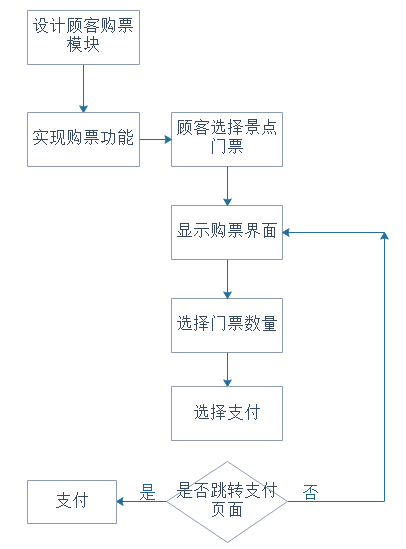 设计顾客购票
模块
实现购票功能
顾客选择景点
门票
显示购票界面
选择门票数量
选择支付
是否跳转支付
页面
是
否
支付